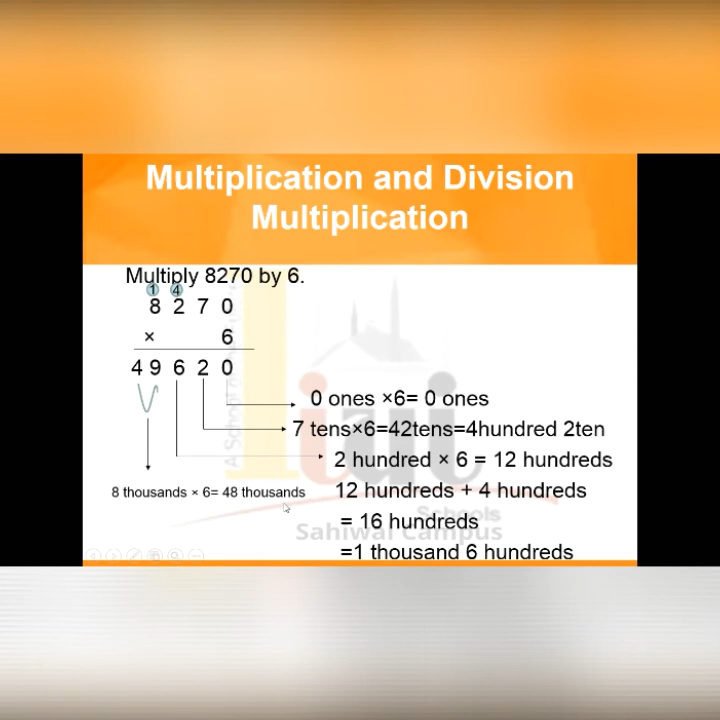 Multiplication and Division
Multiplication
Multiply 8270 by 6.
1 4
8 2 7 0
× 6
4 9 6 2 0
0 ones ×6= 0 ones
7 tens×6=42tens=4hundred 2ten
2 hundred × 6 = 12 hundreds
8 thousands × 6= 48 thousands
12 hundreds + 4 hundreds
Schools
= 16 hundreds
Sahiwal Campus
=1 thousand 6 hundreds